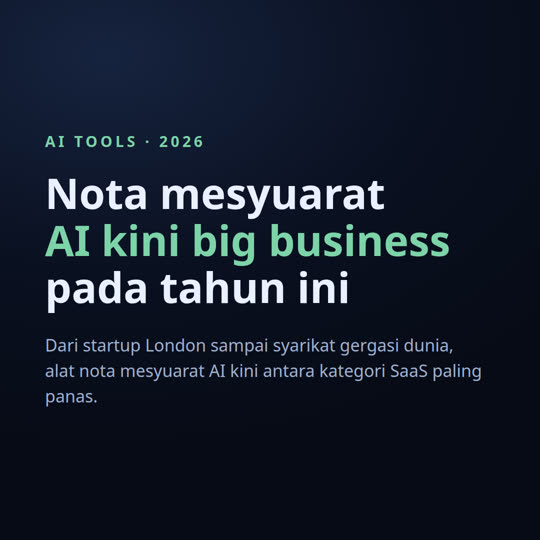 AI TOOLS · 2026
Nota mesyuarat
AI kini big business
pada tahun ini
Dari startup London sampai syarikat gergasi dunia,
alat nota mesyuarat AI kini antara kategori SaaS paling
panas.